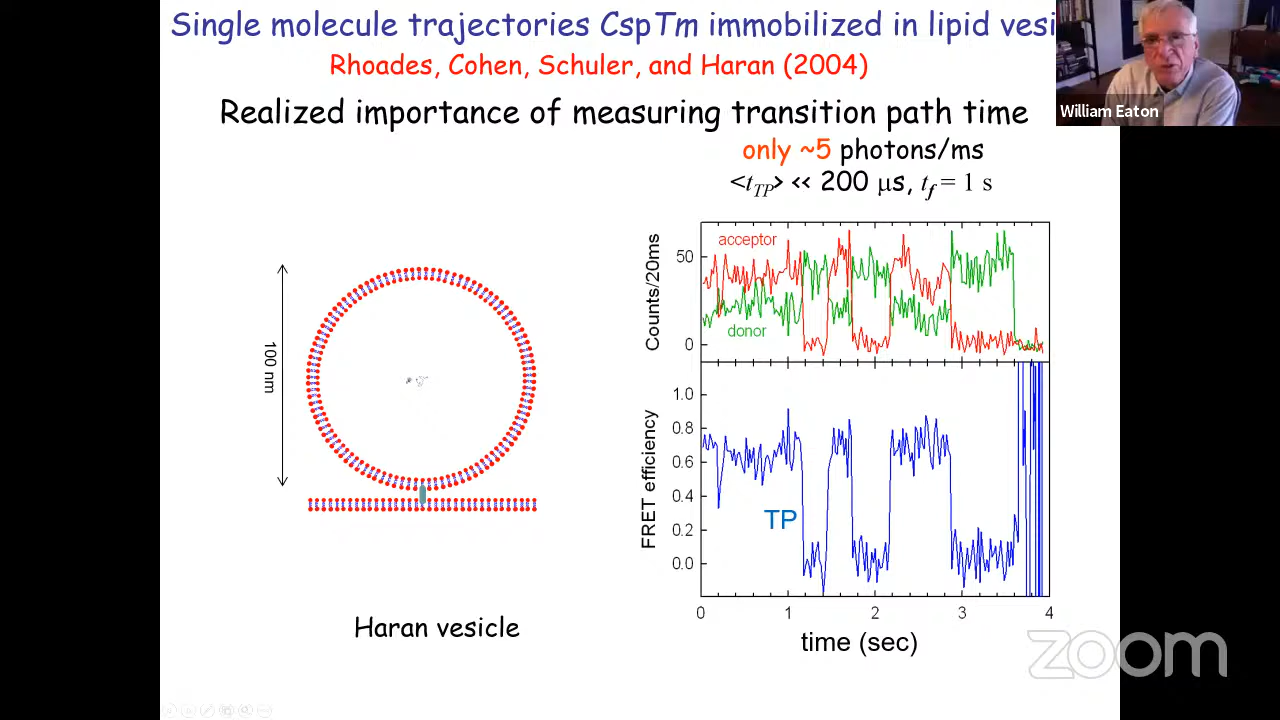 Single molecule trajectories CspTm immobilized in lipid vesi
Rhoades, Cohen, Schuler, and Haran (2004)
William Eaton
Realized importance of measuring transition path time
only ~5 photons/ms
<t_TP> << 200 μs, t_f = 1 s
acceptor
50
donor
0
Counts/20ms
100 nm
1.0
0.8
0.6
0.4
0.2
0.0
FRET efficiency
TP
0 1 2 3 4
time (sec)
Haran vesicle
zoom